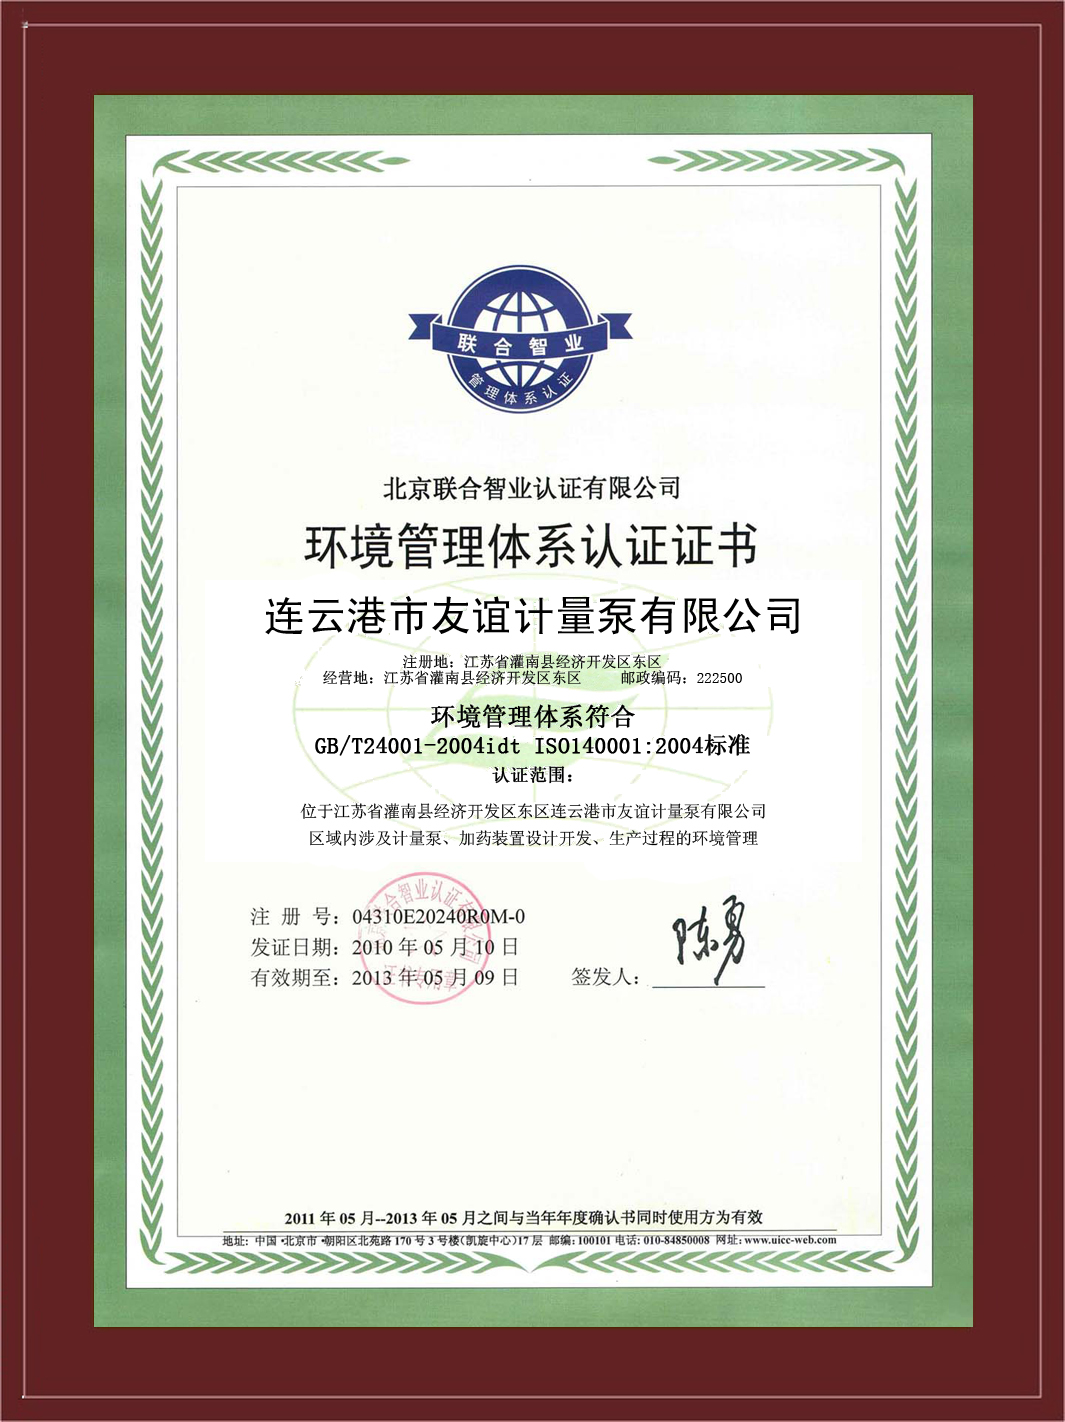 联合智业
管理体系认证
北京联合智业认证有限公司
环境管理体系认证证书
连云港市友谊计量泵有限公司
注册地：江苏省灌南县经济开发区东区
经营地：江苏省灌南县经济开发区东区 邮政编码：222500
环境管理体系符合
GB/T24001-2004idt ISO140001:2004标准
认证范围：
位于江苏省灌南县经济开发区东区连云港市友谊计量泵有限公司
区域内涉及计量泵、加药装置设计开发、生产过程的环境管理
注 册 号：04310E20240R0M-0
发证日期：2010 年 05 月 10 日
有效期至：2013 年 05 月 09 日 签发人：
陈勇
合智业认证有限公司
证书专用章
2011 年 05 月--2013 年 05 月之间与当年年度确认书同时使用方为有效
地址: 中国·北京市·朝阳区北苑路 170 号 3 号楼(凯旋中心)17 层 邮编:100101 电话: 010-84850008 网址:www.uicc-web.com